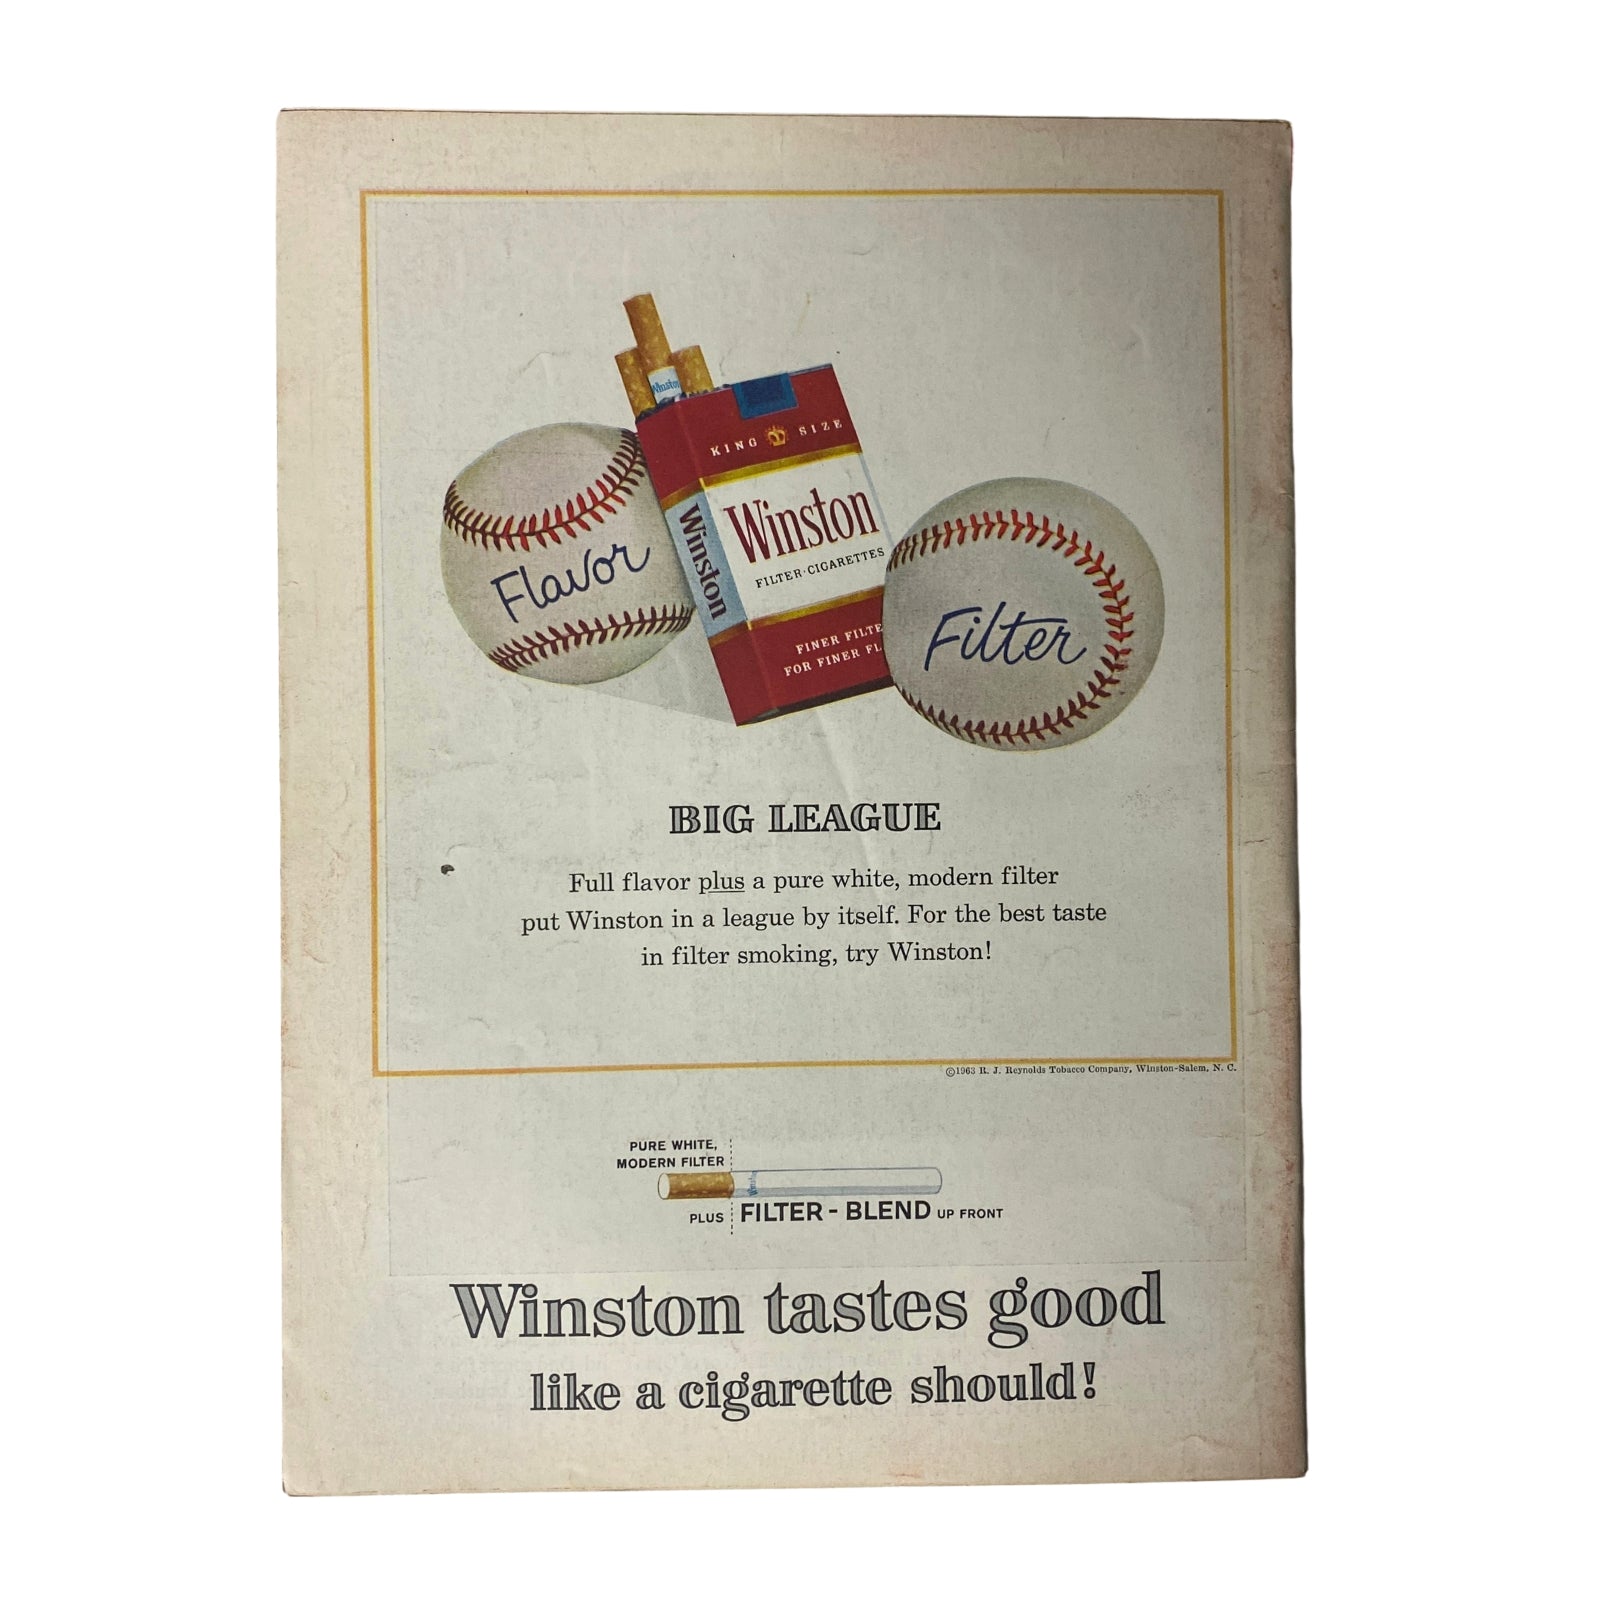 Winston
KING SIZE
Winston
Winston
FILTER·CIGARETTES
FINER FILTE
FOR FINER FL
Flavor
Filter
BIG LEAGUE
Full flavor plus a pure white, modern filter
put Winston in a league by itself. For the best taste
in filter smoking, try Winston!
©1963 R. J. Reynolds Tobacco Company, Winston-Salem, N. C.
PURE WHITE,
MODERN FILTER
Winston
PLUS FILTER - BLEND UP FRONT
Winston tastes good
like a cigarette should!